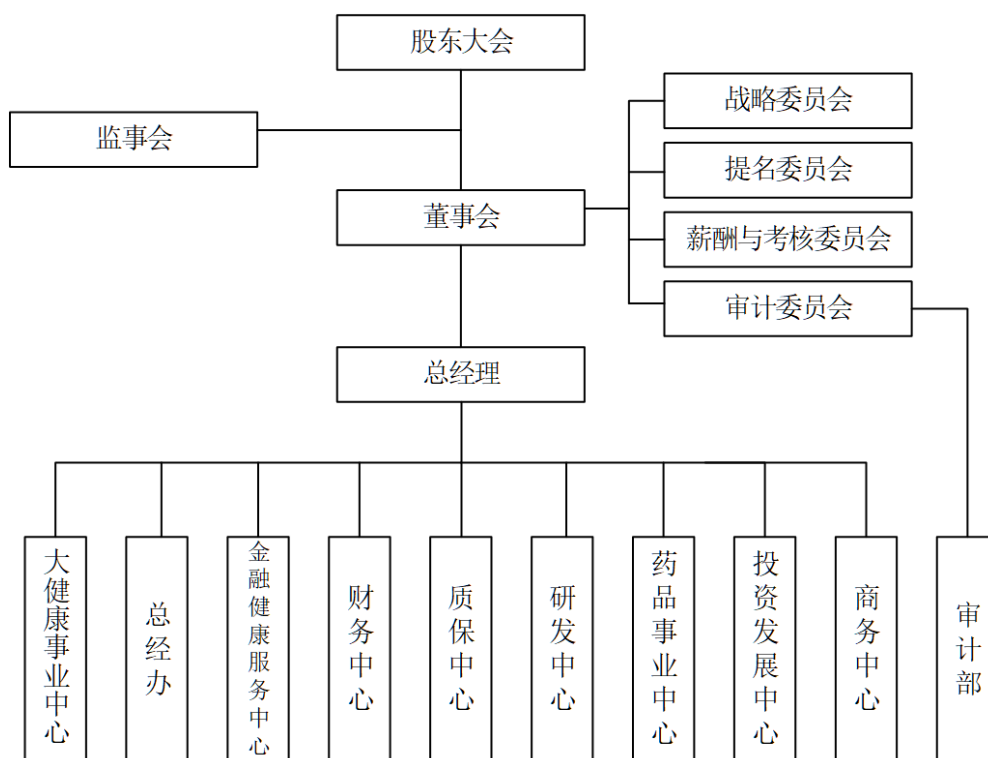 股东大会
战略委员会
监事会
提名委员会
董事会
薪酬与考核委员会
审计委员会
总经理
大健康事业中心
总经办
金融健康服务中心
财务中心
质保中心
研发中心
药品事业中心
投资发展中心
商务中心
审计部